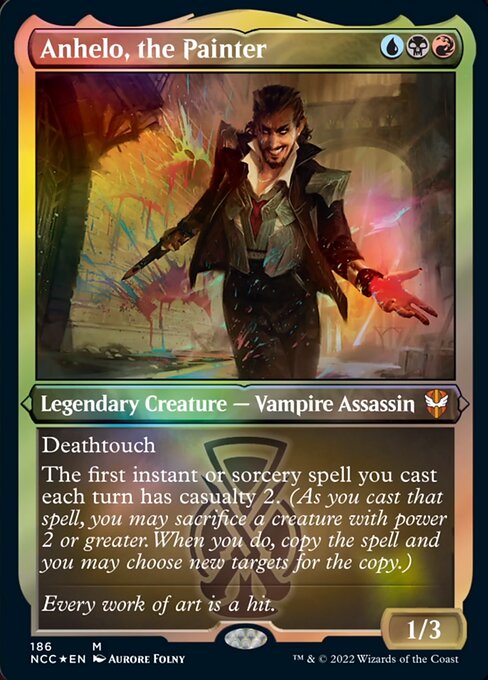 Anhelo, the Painter
Legendary Creature — Vampire Assassin
Deathtouch
The first instant or sorcery spell you cast
each turn has casualty 2. (As you cast that
spell, you may sacrifice a creature with power
2 or greater. When you do, copy the spell and
you may choose new targets for the copy.)
Every work of art is a hit.
1/3
186 M
NCC★EN Aurore Folny
™ & © 2022 Wizards of the Coast